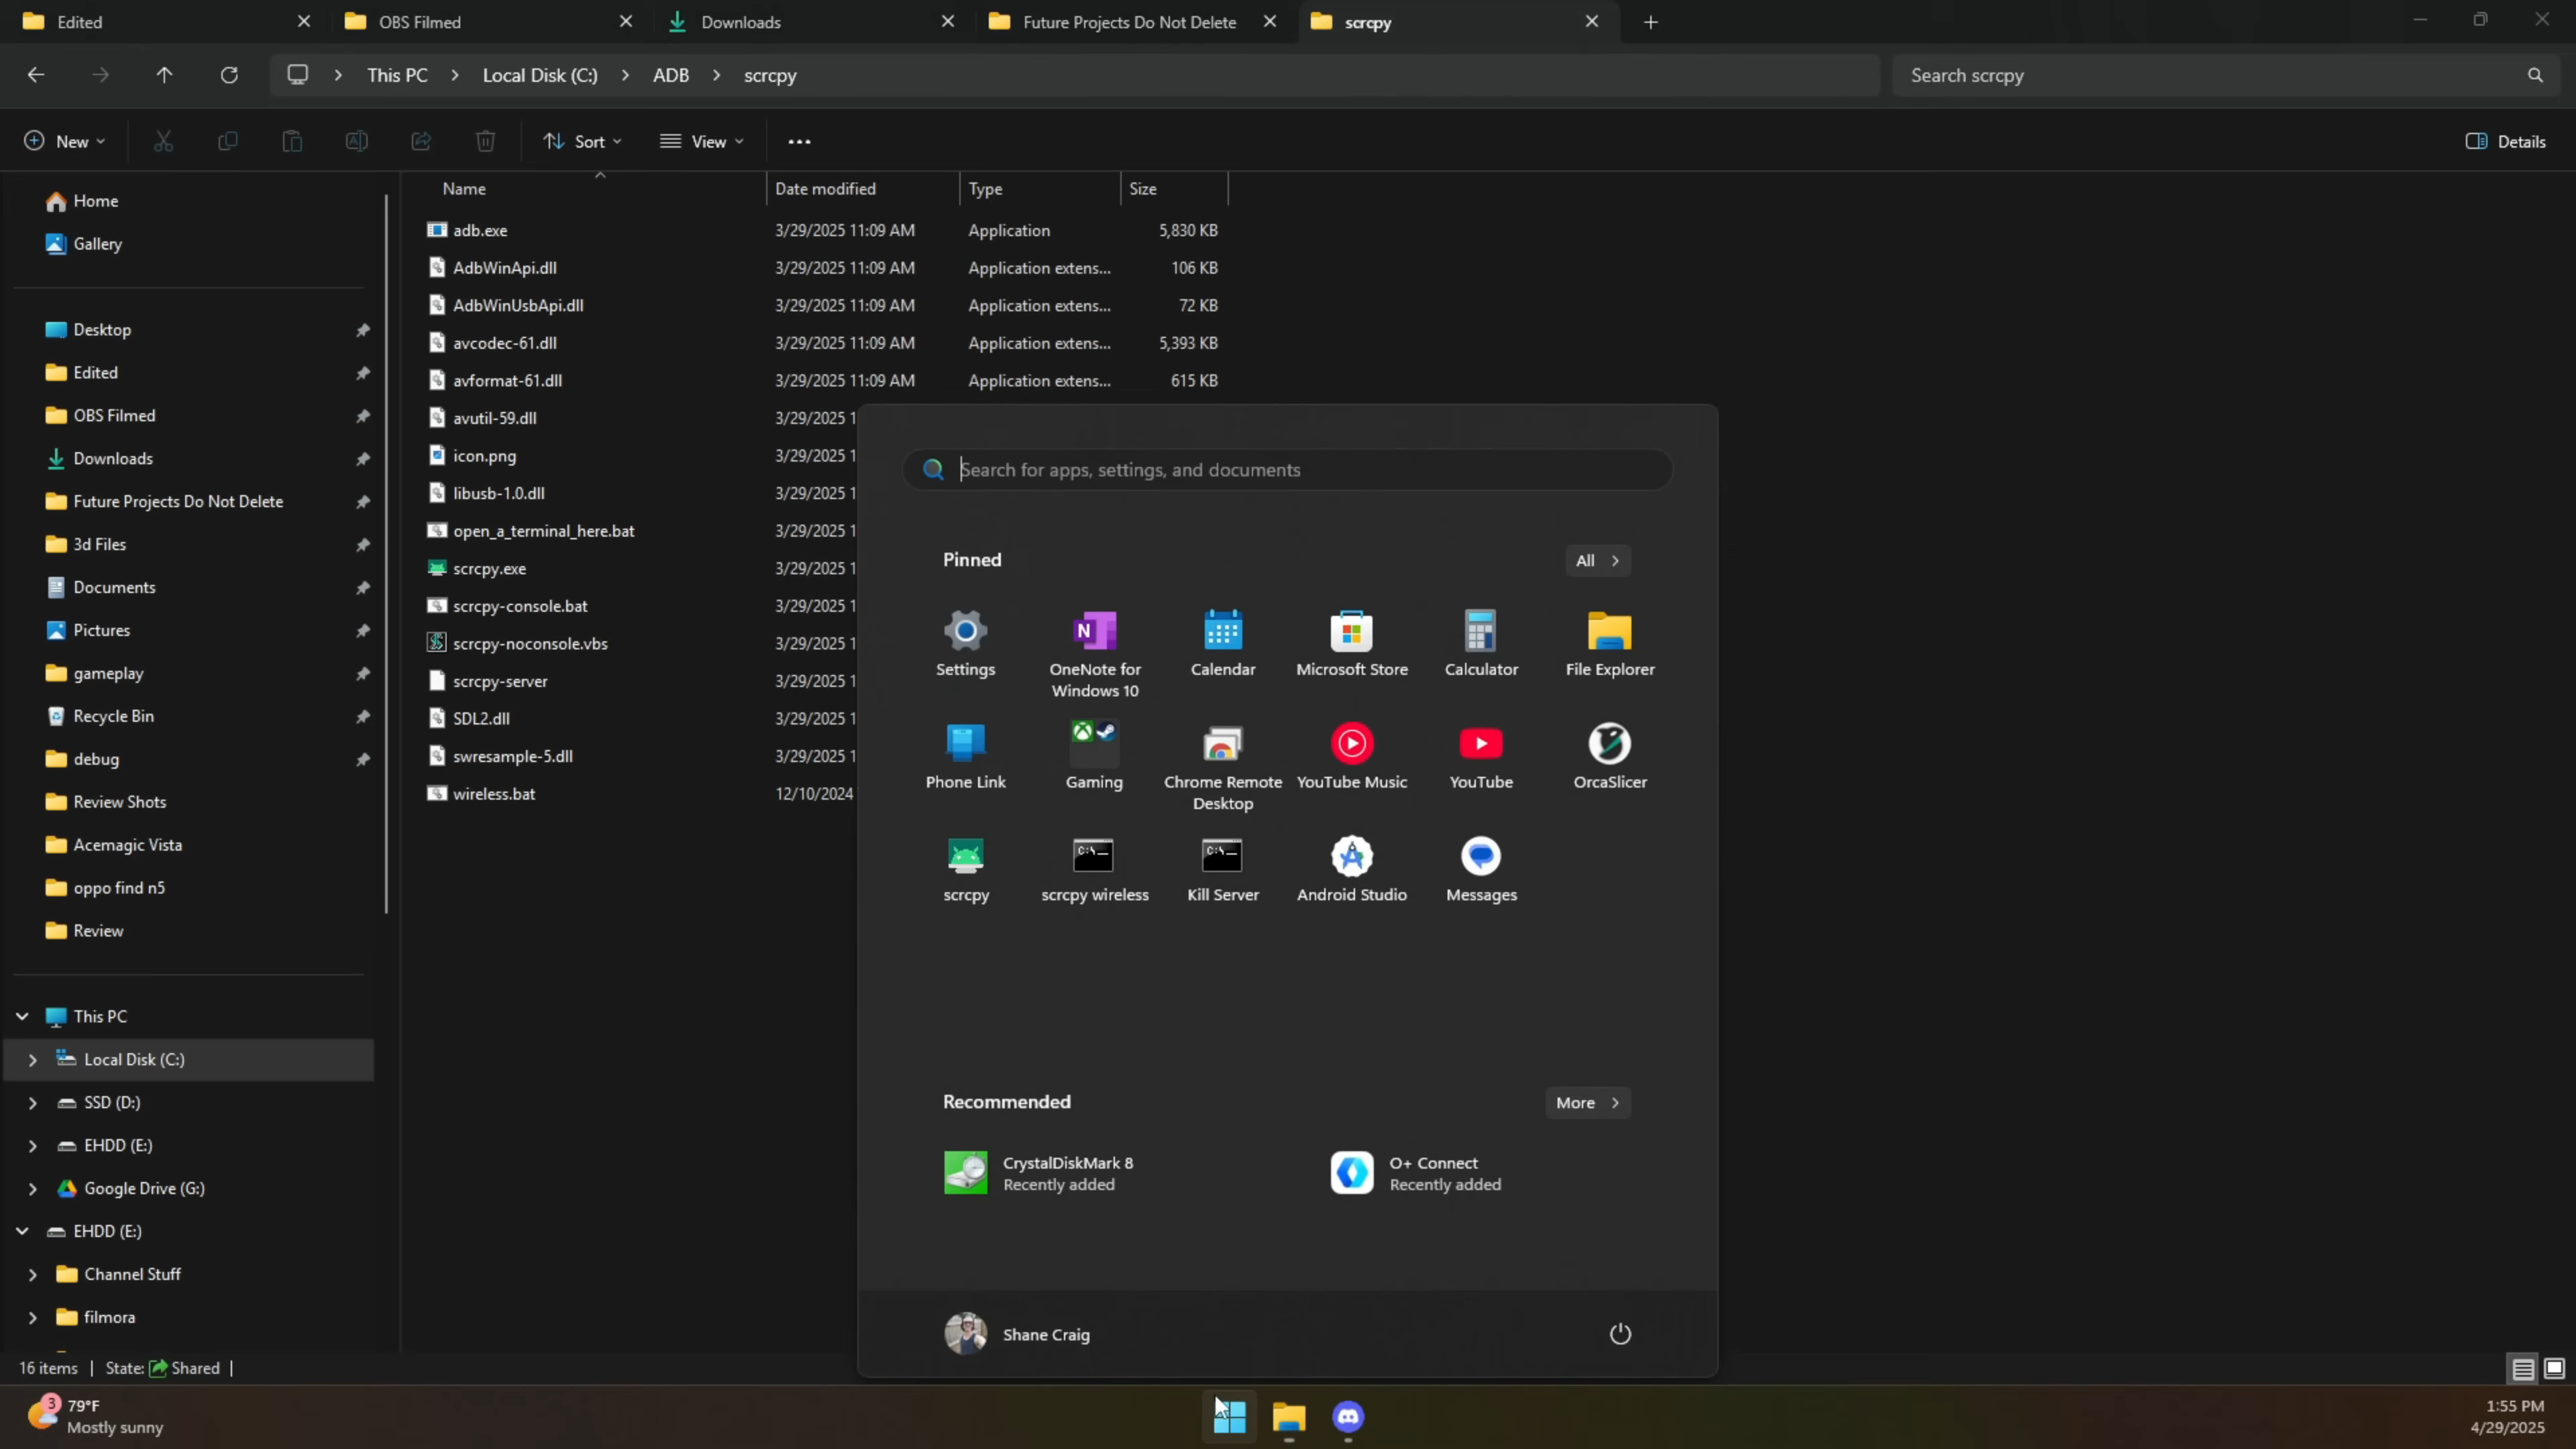 Edited
OBS Filmed
Downloads
Future Projects Do Not Delete
scrcpy
This PC
Local Disk (C:)
ADB
scrcpy
Search scrcpy
New
Sort
View
Details
Home
Gallery
Desktop
Edited
OBS Filmed
Downloads
Future Projects Do Not Delete
3d Files
Documents
Pictures
gameplay
Recycle Bin
debug
Review Shots
Acemagic Vista
oppo find n5
Review
This PC
Local Disk (C:)
SSD (D:)
EHDD (E:)
Google Drive (G:)
EHDD (E:)
Channel Stuff
filmora
Name Date modified Type Size
adb.exe 3/29/2025 11:09 AM Application 5,830 KB
AdbWinApi.dll 3/29/2025 11:09 AM Application extens... 106 KB
AdbWinUsbApi.dll 3/29/2025 11:09 AM Application extens... 72 KB
avcodec-61.dll 3/29/2025 11:09 AM Application extens... 5,393 KB
avformat-61.dll 3/29/2025 11:09 AM Application extens... 615 KB
avutil-59.dll 3/29/2025 1
icon.png 3/29/2025 1
libusb-1.0.dll 3/29/2025 1
open_a_terminal_here.bat 3/29/2025 1
scrcpy.exe 3/29/2025 1
scrcpy-console.bat 3/29/2025 1
scrcpy-noconsole.vbs 3/29/2025 1
scrcpy-server 3/29/2025 1
SDL2.dll 3/29/2025 1
swresample-5.dll 3/29/2025 1
wireless.bat 12/10/2024
Search for apps, settings, and documents
Pinned
All
Settings
OneNote for
Windows 10
Calendar
Microsoft Store
Calculator
File Explorer
Phone Link
Gaming
Chrome Remote
Desktop
YouTube Music
YouTube
OrcaSlicer
scrcpy
C:\
scrcpy wireless
C:\
Kill Server
Android Studio
Messages
Recommended
More
CrystalDiskMark 8
Recently added
O+ Connect
Recently added
Shane Craig
16 items
State: Shared
3
79°F
Mostly sunny
1:55 PM
4/29/2025